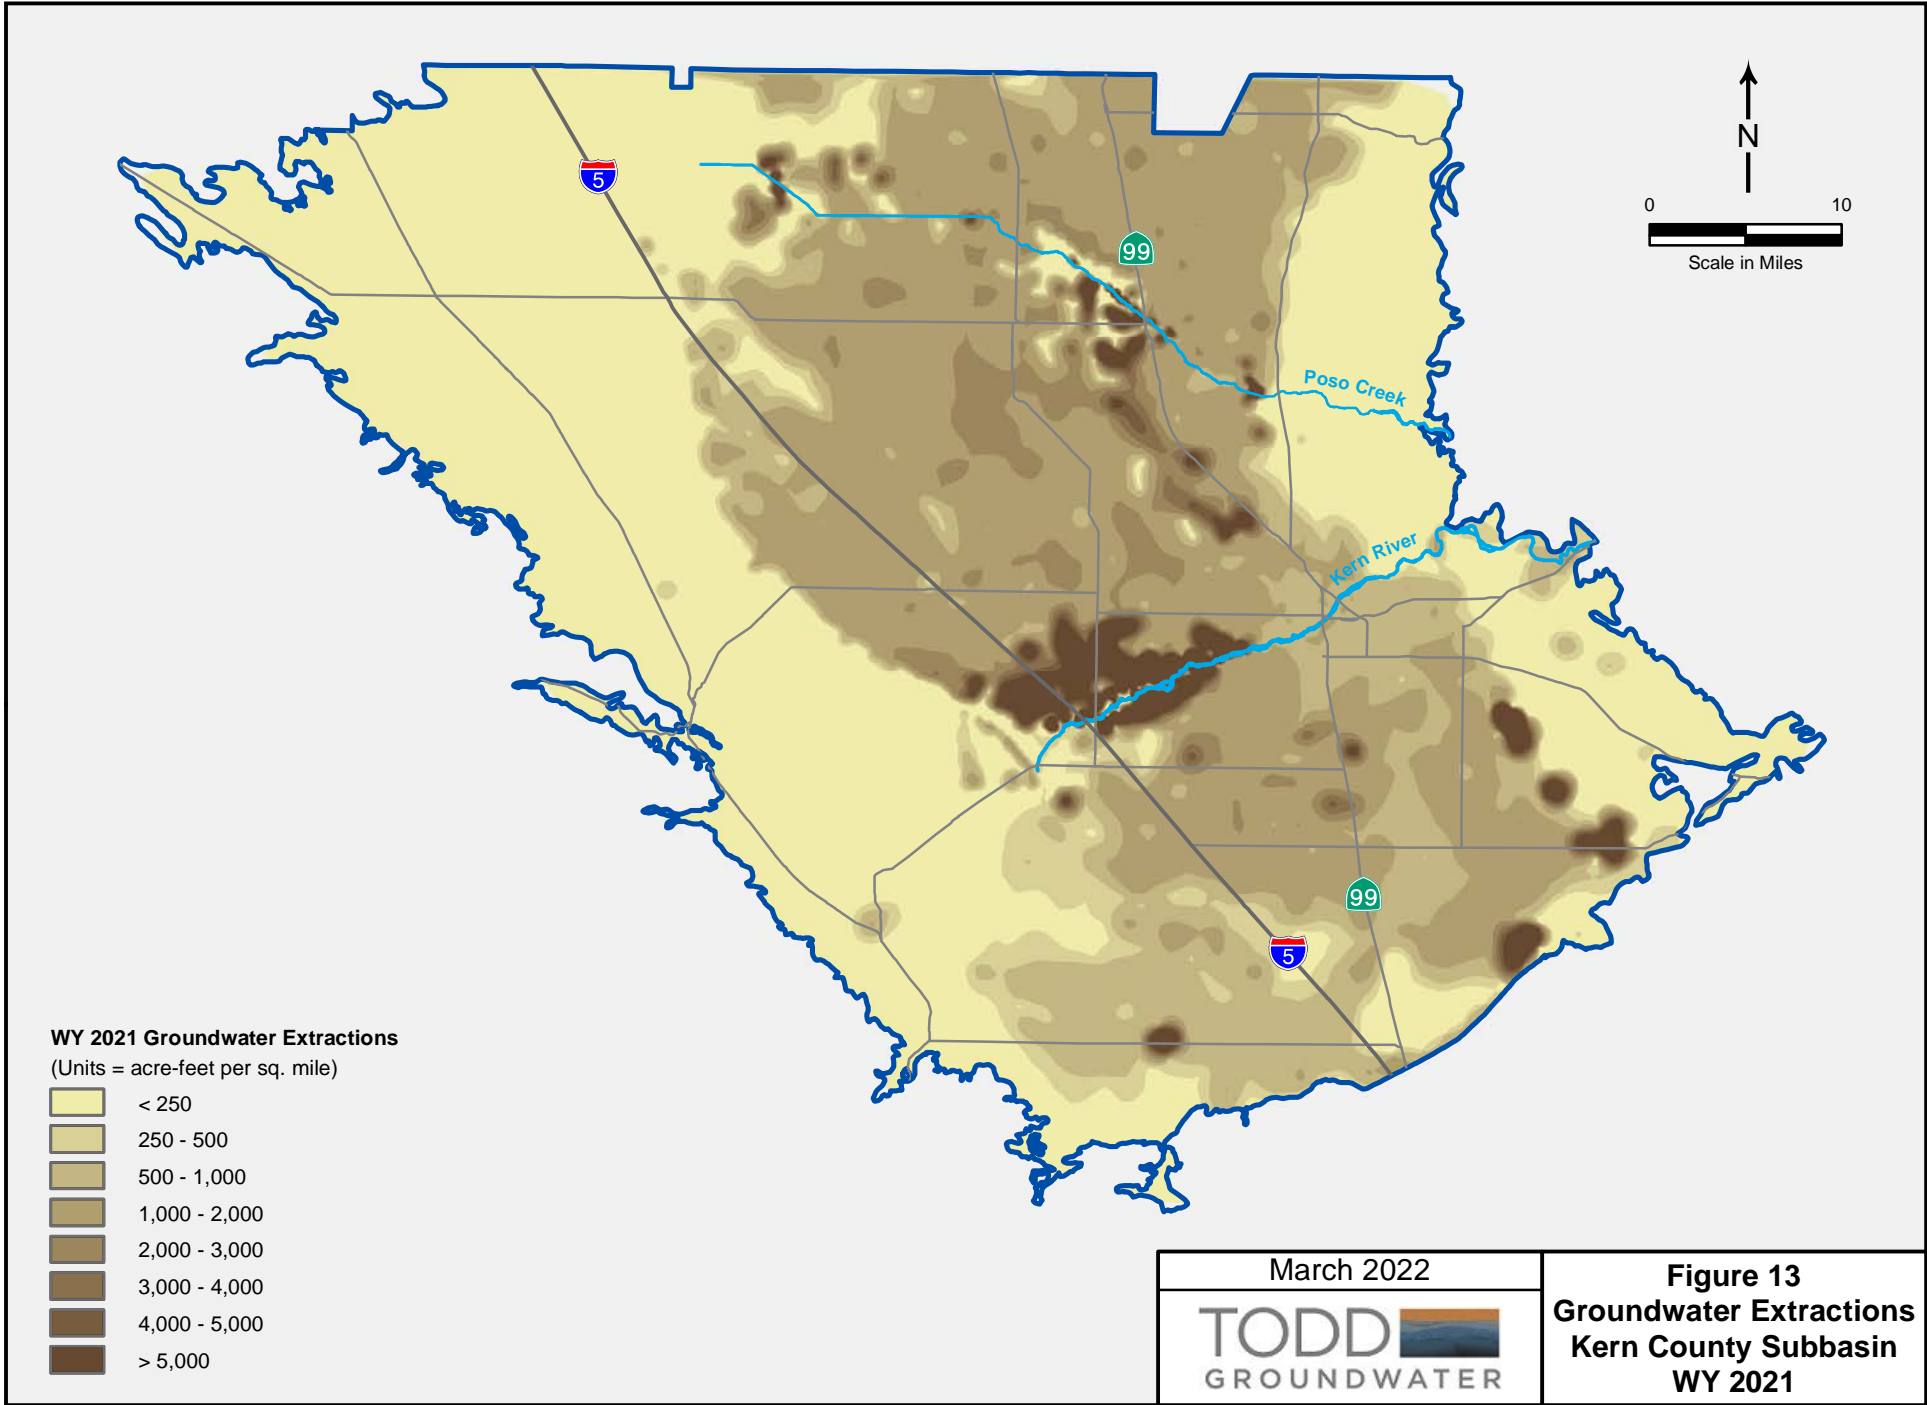 N
0 10
Scale in Miles
5
99
Poso Creek
Kern River
99
5
WY 2021 Groundwater Extractions
(Units = acre-feet per sq. mile)
< 250
250 - 500
500 - 1,000
1,000 - 2,000
2,000 - 3,000
3,000 - 4,000
4,000 - 5,000
> 5,000
March 2022
TODD
GROUNDWATER
Figure 13
Groundwater Extractions
Kern County Subbasin
WY 2021